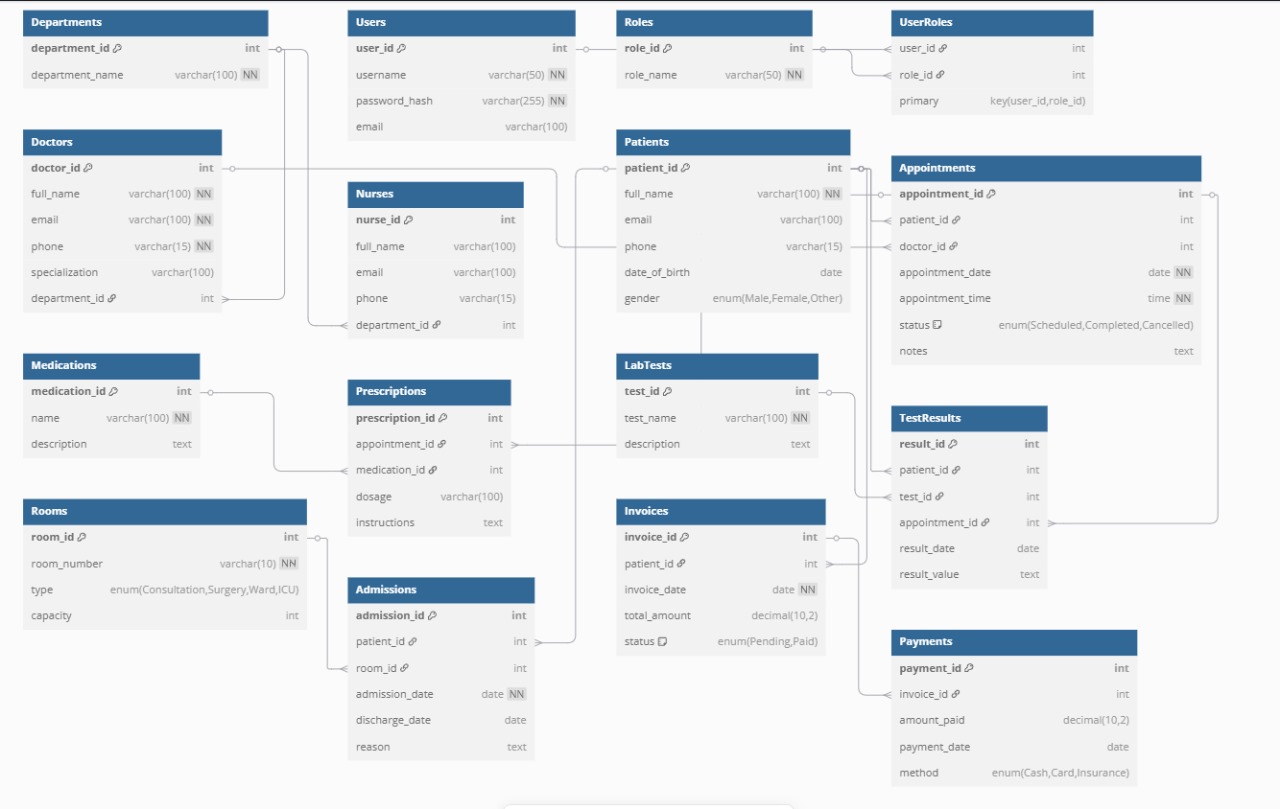 Departments
department_id int
department_name varchar(100) NN
Users
user_id int
username varchar(50) NN
password_hash varchar(255) NN
email varchar(100)
Roles
role_id int
role_name varchar(50) NN
UserRoles
user_id int
role_id int
primary key(user_id,role_id)
Doctors
doctor_id int
full_name varchar(100) NN
email varchar(100) NN
phone varchar(15) NN
specialization varchar(100)
department_id int
Nurses
nurse_id int
full_name varchar(100)
email varchar(100)
phone varchar(15)
department_id int
Patients
patient_id int
full_name varchar(100) NN
email varchar(100)
phone varchar(15)
date_of_birth date
gender enum(Male,Female,Other)
Appointments
appointment_id int
patient_id int
doctor_id int
appointment_date date NN
appointment_time time NN
status enum(Scheduled,Completed,Cancelled)
notes text
Medications
medication_id int
name varchar(100) NN
description text
Prescriptions
prescription_id int
appointment_id int
medication_id int
dosage varchar(100)
instructions text
LabTests
test_id int
test_name varchar(100) NN
description text
TestResults
result_id int
patient_id int
test_id int
appointment_id int
result_date date
result_value text
Rooms
room_id int
room_number varchar(10) NN
type enum(Consultation,Surgery,Ward,ICU)
capacity int
Admissions
admission_id int
patient_id int
room_id int
admission_date date NN
discharge_date date
reason text
Invoices
invoice_id int
patient_id int
invoice_date date NN
total_amount decimal(10,2)
status enum(Pending,Paid)
Payments
payment_id int
invoice_id int
amount_paid decimal(10,2)
payment_date date
method enum(Cash,Card,Insurance)